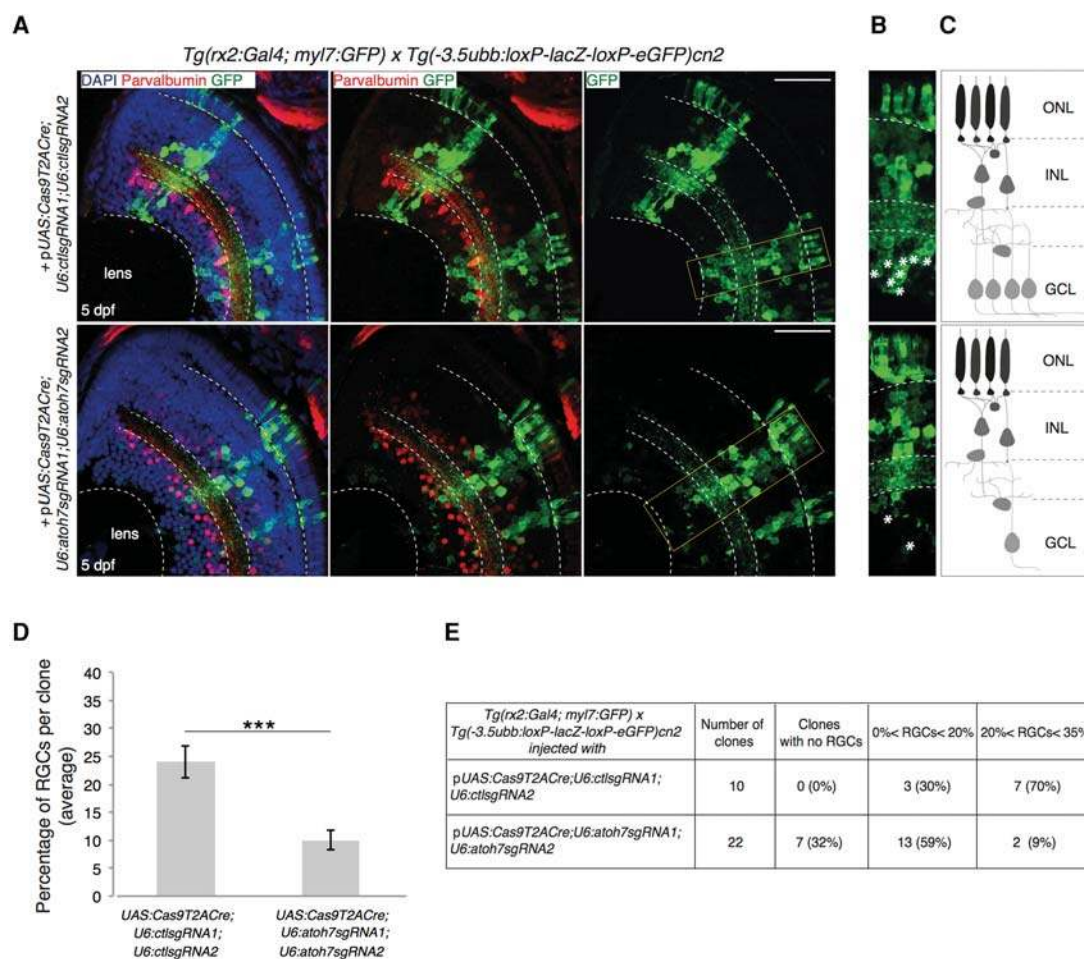 A
B
C
Tg(rx2:Gal4; myl7:GFP) x Tg(-3.5ubb:loxP-lacZ-loxP-eGFP)cn2
DAPI Parvalbumin GFP
Parvalbumin GFP
GFP
+ pUAS:Cas9T2ACre;
U6:ctlsgRNA1;U6:ctlsgRNA2
lens
5 dpf
* * * * * * * *
ONL
INL
GCL
+ pUAS:Cas9T2ACre;
U6:atoh7sgRNA1;U6:atoh7sgRNA2
lens
5 dpf
*
*
ONL
INL
GCL
D
Percentage of RGCs per clone
(average)
40
35
30
25
20
15
10
5
0
***
UAS:Cas9T2ACre;
U6:ctlsgRNA1;
U6:ctlsgRNA2
UAS:Cas9T2ACre;
U6:atoh7sgRNA1;
U6:atoh7sgRNA2
E
Tg(rx2:Gal4; myl7:GFP) x
Tg(-3.5ubb:loxP-lacZ-loxP-eGFP)cn2
injected with
Number of
clones
Clones
with no RGCs
0%< RGCs< 20%
20%< RGCs< 35%
pUAS:Cas9T2ACre;U6:ctlsgRNA1;
U6:ctlsgRNA2
10
0 (0%)
3 (30%)
7 (70%)
pUAS:Cas9T2ACre;U6:atoh7sgRNA1;
U6:atoh7sgRNA2
22
7 (32%)
13 (59%)
2 (9%)